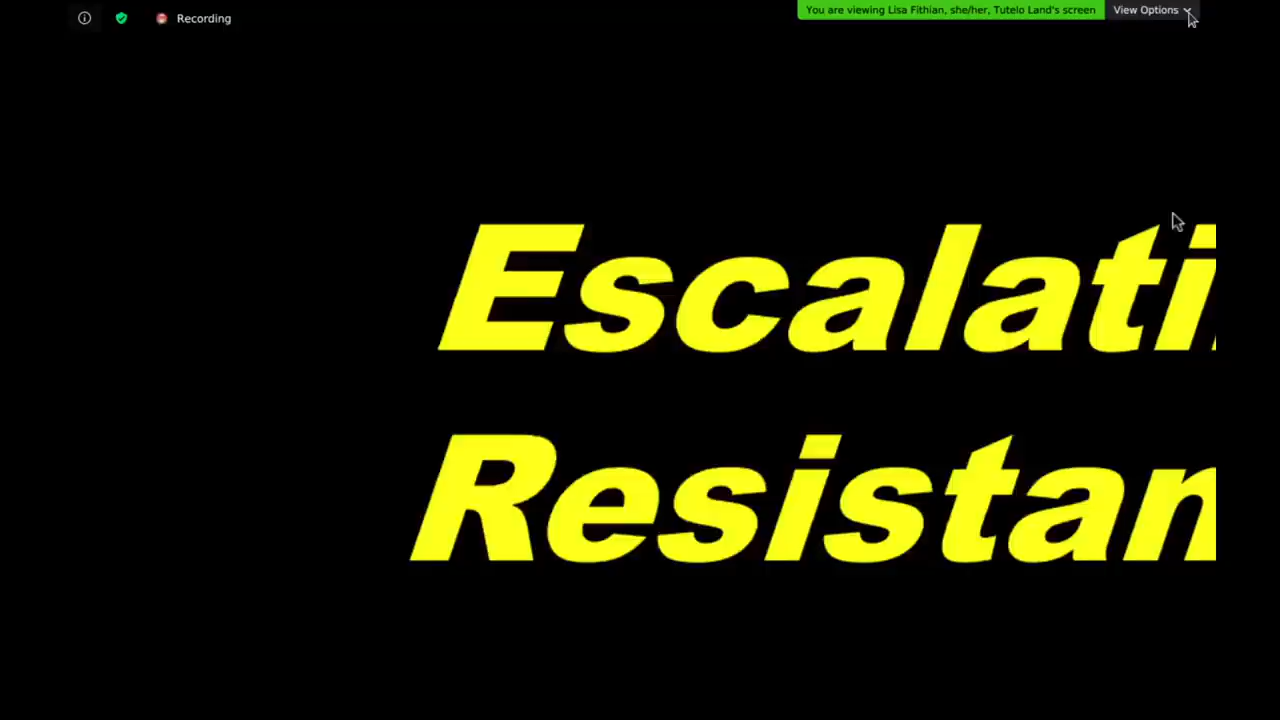 Recording
You are viewing Lisa Fithian, she/her, Tutelo Land's screen
View Options
Escalati
Resistan